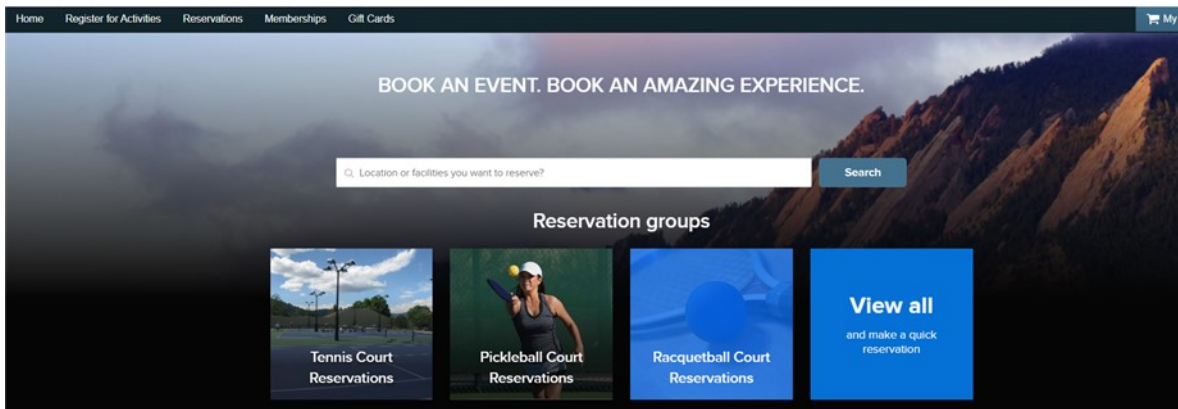 Home Register for Activities Reservations Memberships Gift Cards My
BOOK AN EVENT. BOOK AN AMAZING EXPERIENCE.
Location or facilities you want to reserve? Search
Reservation groups
Tennis Court
Reservations
Pickleball Court
Reservations
Racquetball Court
Reservations
View all
and make a quick
reservation